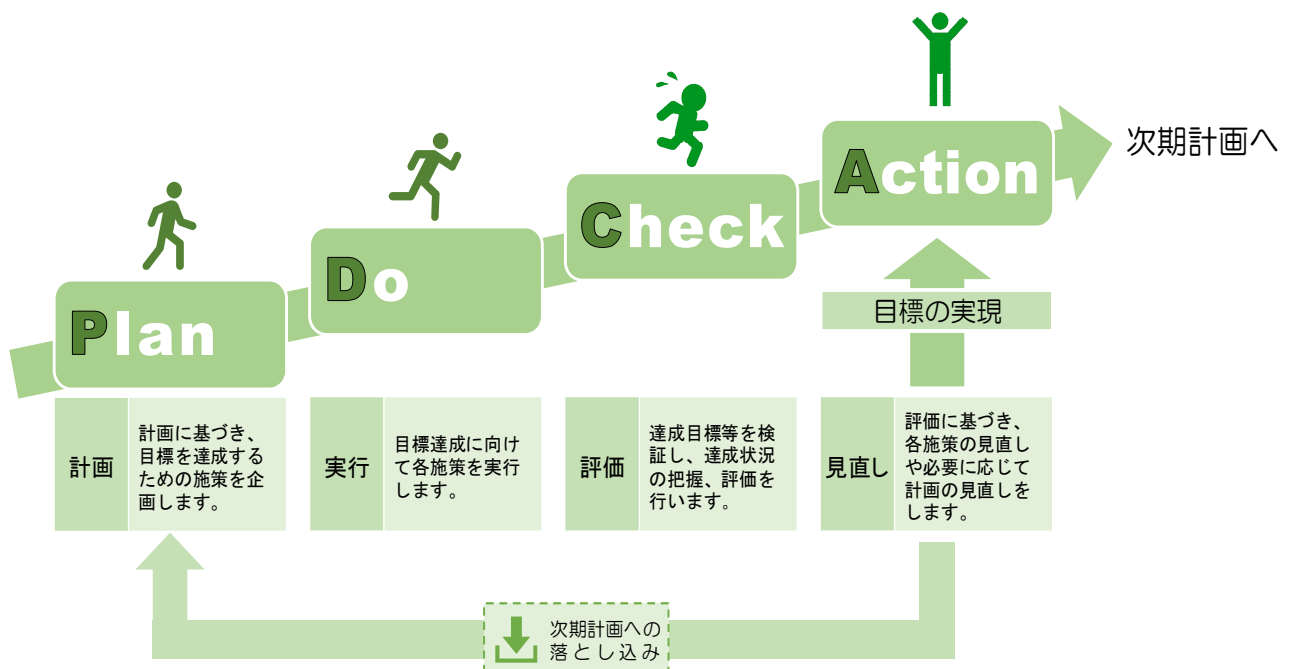 Plan
Do
Check
Action
次期計画へ
目標の実現
計画
計画に基づき、
目標を達成する
ための施策を企
画します。
実行
目標達成に向け
て各施策を実行
します。
評価
達成目標等を検
証し、達成状況
の把握、評価を
行います。
見直し
評価に基づき、
各施策の見直し
や必要に応じて
計画の見直しを
します。
次期計画への
落とし込み